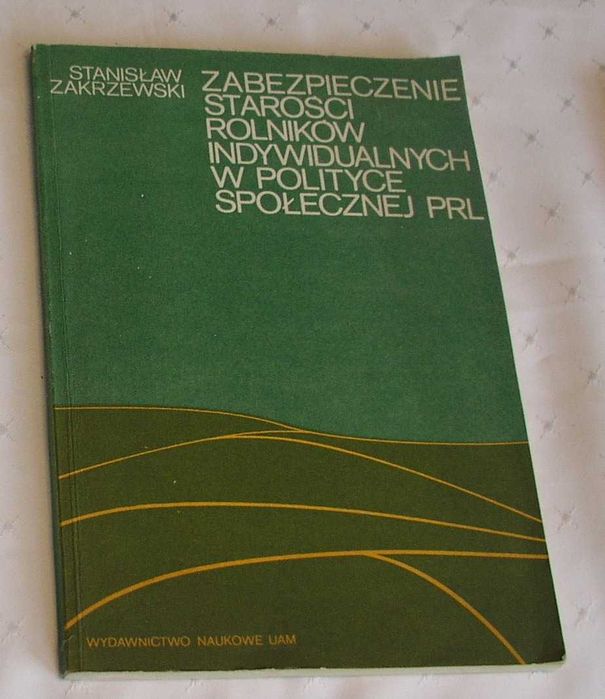 STANISŁAW
ZAKRZEWSKI
ZABEZPIECZENIE
STAROŚCI
ROLNIKÓW
INDYWIDUALNYCH
W POLITYCE
SPOŁECZNEJ PRL
WYDAWNICTWO NAUKOWE UAM